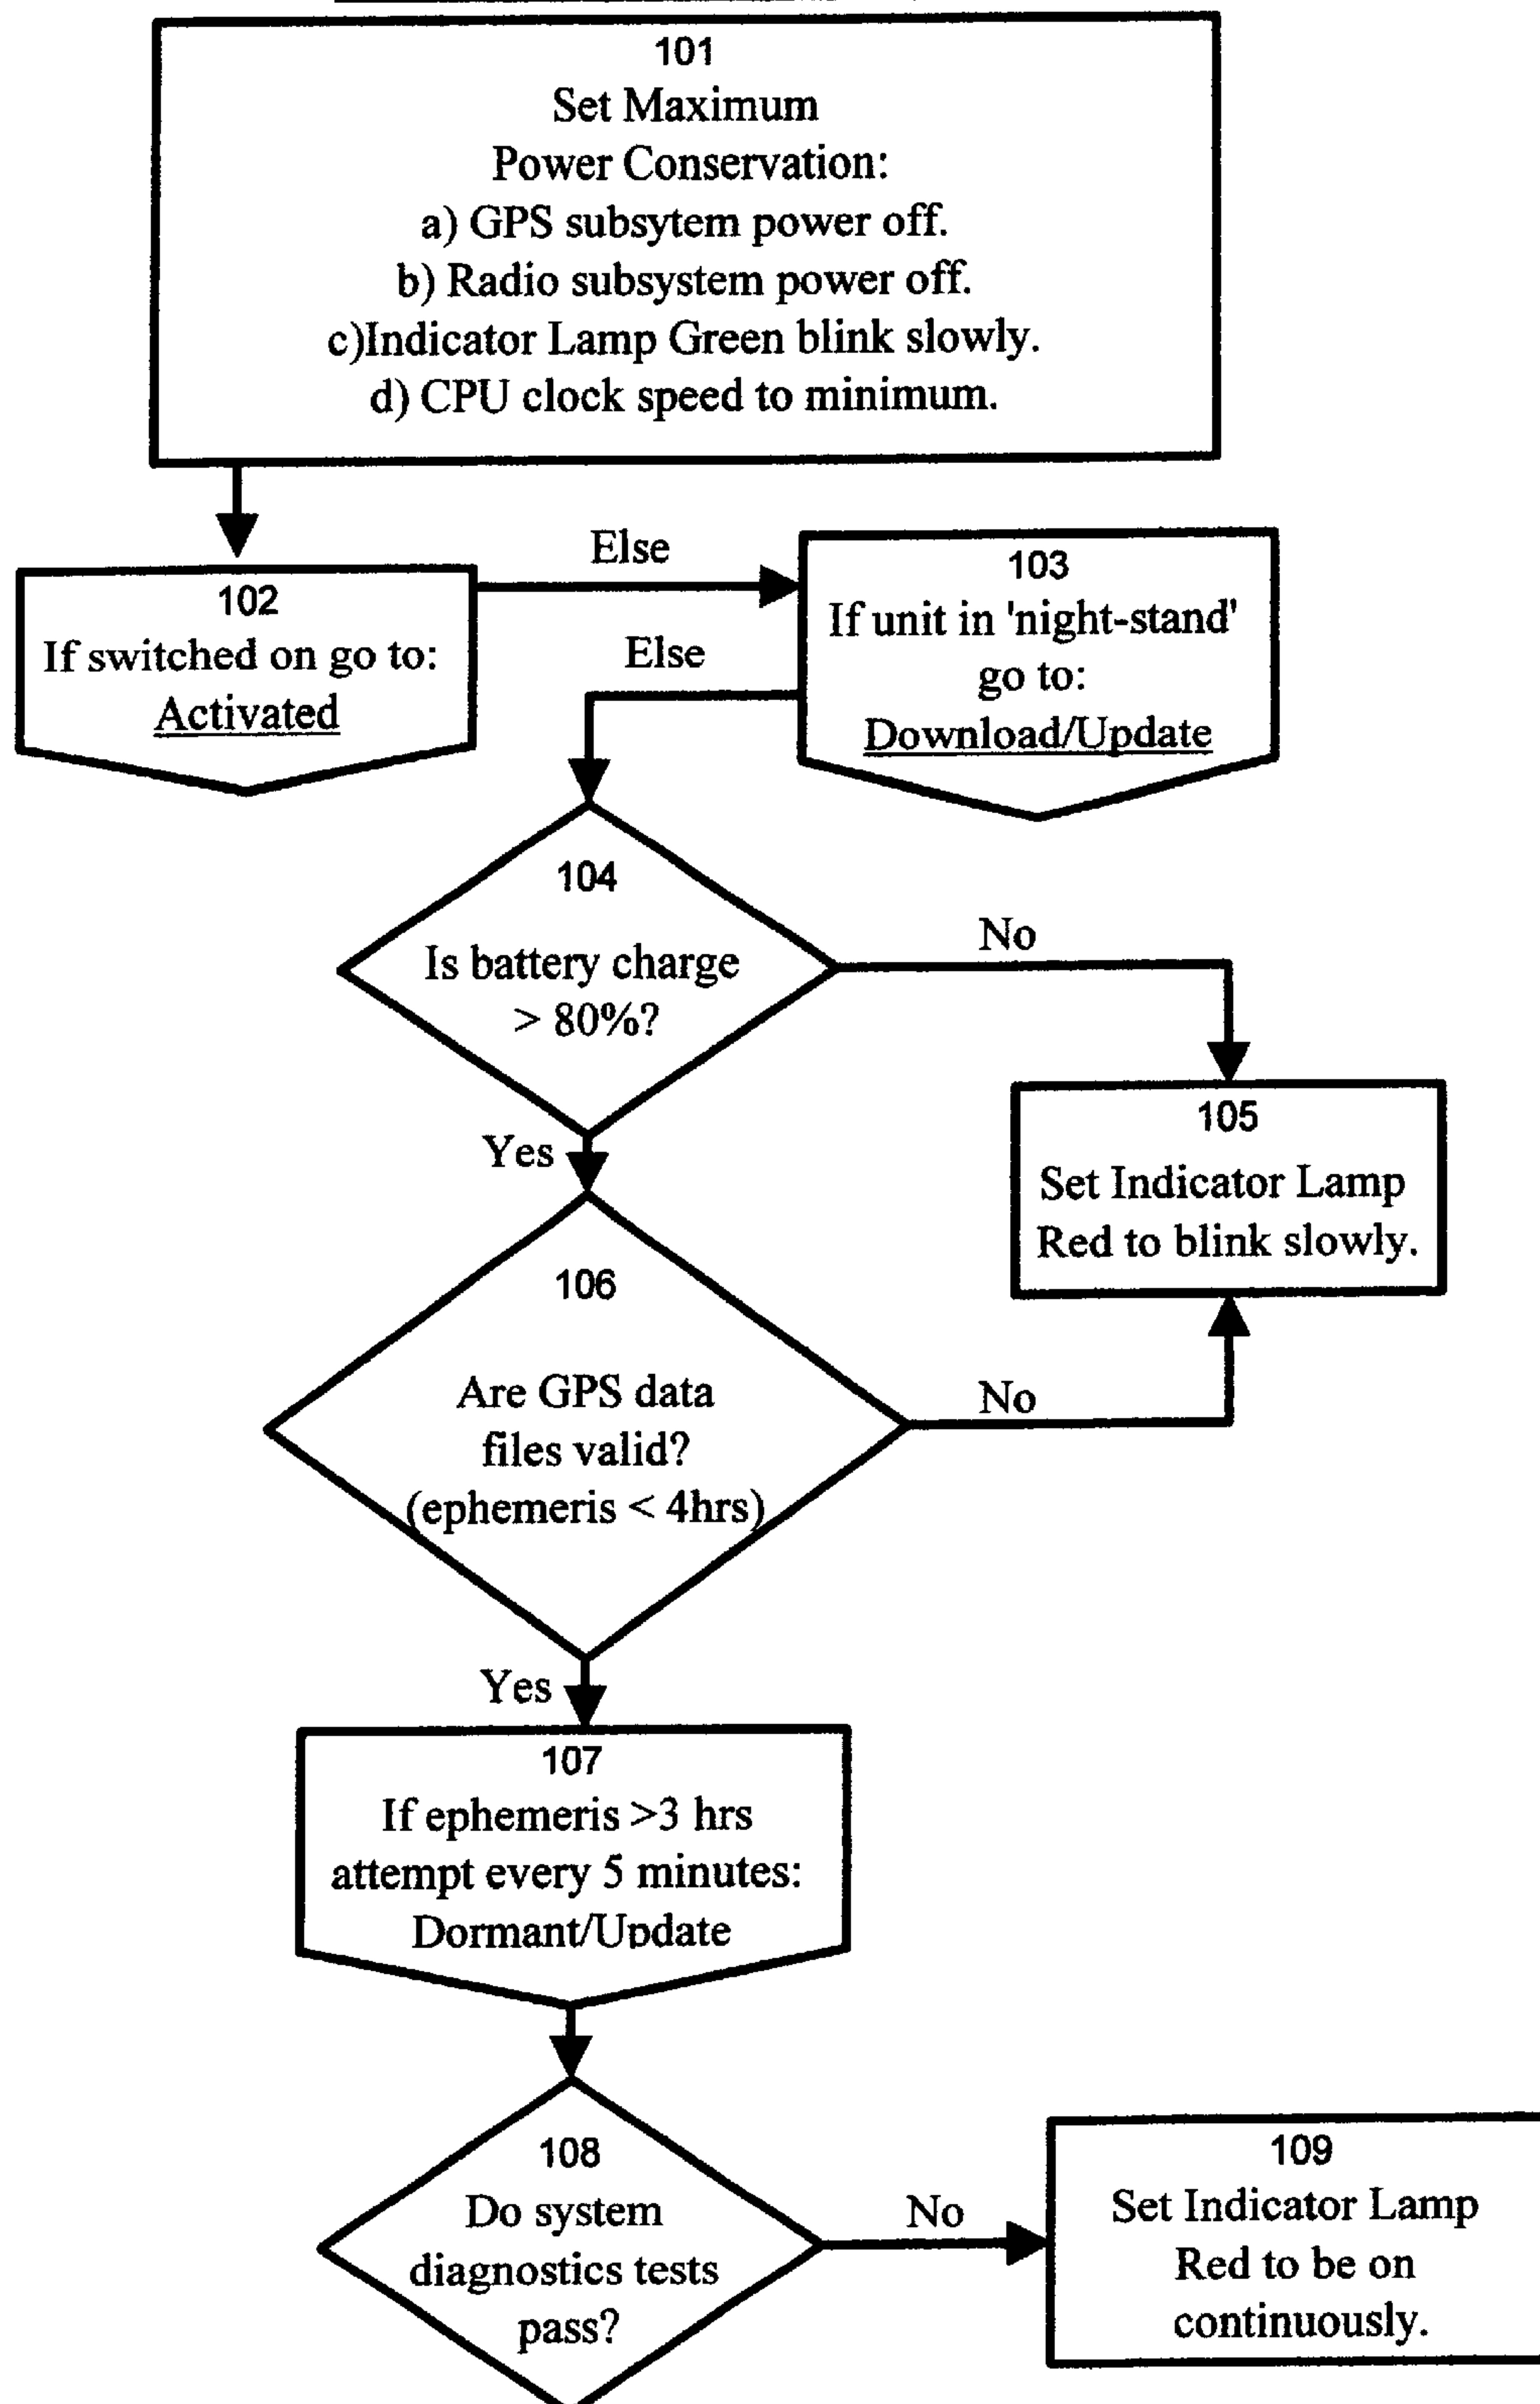 101
Set Maximum
Power Conservation:
a) GPS subsytem power off.
b) Radio subsystem power off.
c)Indicator Lamp Green blink slowly.
d) CPU clock speed to minimum.
102
If switched on go to:
Activated
Else
Else
103
If unit in 'night-stand'
go to:
Download/Update
104
Is battery charge
> 80%?
No
Yes
105
Set Indicator Lamp
Red to blink slowly.
106
Are GPS data
files valid?
(ephemeris < 4hrs)
No
Yes
107
If ephemeris >3 hrs
attempt every 5 minutes:
Dormant/Update
108
Do system
diagnostics tests
pass?
No
109
Set Indicator Lamp
Red to be on
continuously.